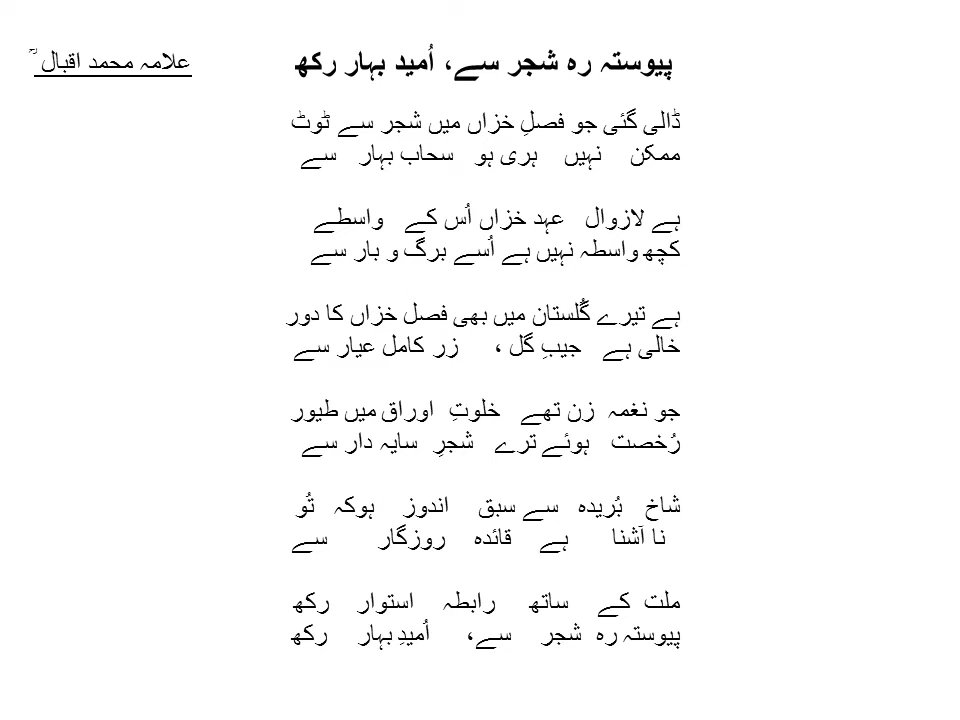 پیوستہ رہ شجر سے، اُمید بہار رکھ
علامہ محمد اقبال ؒ
ڈالی گئی جو فصلِ خزاں میں شجر سے ٹوٹ
ممکن نہیں ہری ہو سحاب بہار سے
ہے لازوال عہد خزاں اُس کے واسطے
کچھ واسطہ نہیں ہے اُسے برگ و بار سے
ہے تیرے گُلستان میں بھی فصل خزاں کا دور
خالی ہے جیبِ گل ، زر کامل عیار سے
جو نغمہ زن تھے خلوتِ اوراق میں طیور
رُخصت ہوئے ترے شجرِ سایہ دار سے
شاخ بُریدہ سے سبق اندوز ہوکہ تُو
نا آشنا ہے قائدہ روزگار سے
ملت کے ساتھ رابطہ استوار رکھ
پیوستہ رہ شجر سے، اُمیدِ بہار رکھ